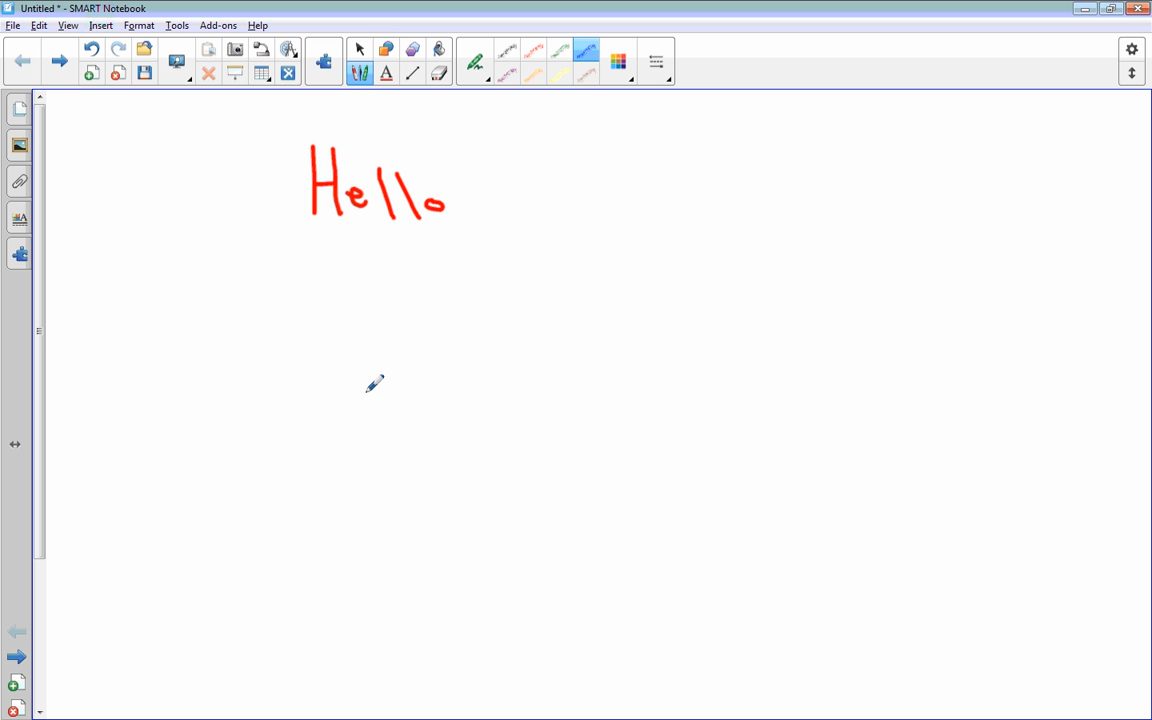 Untitled * - SMART Notebook
File Edit View Insert Format Tools Add-ons Help
Hello